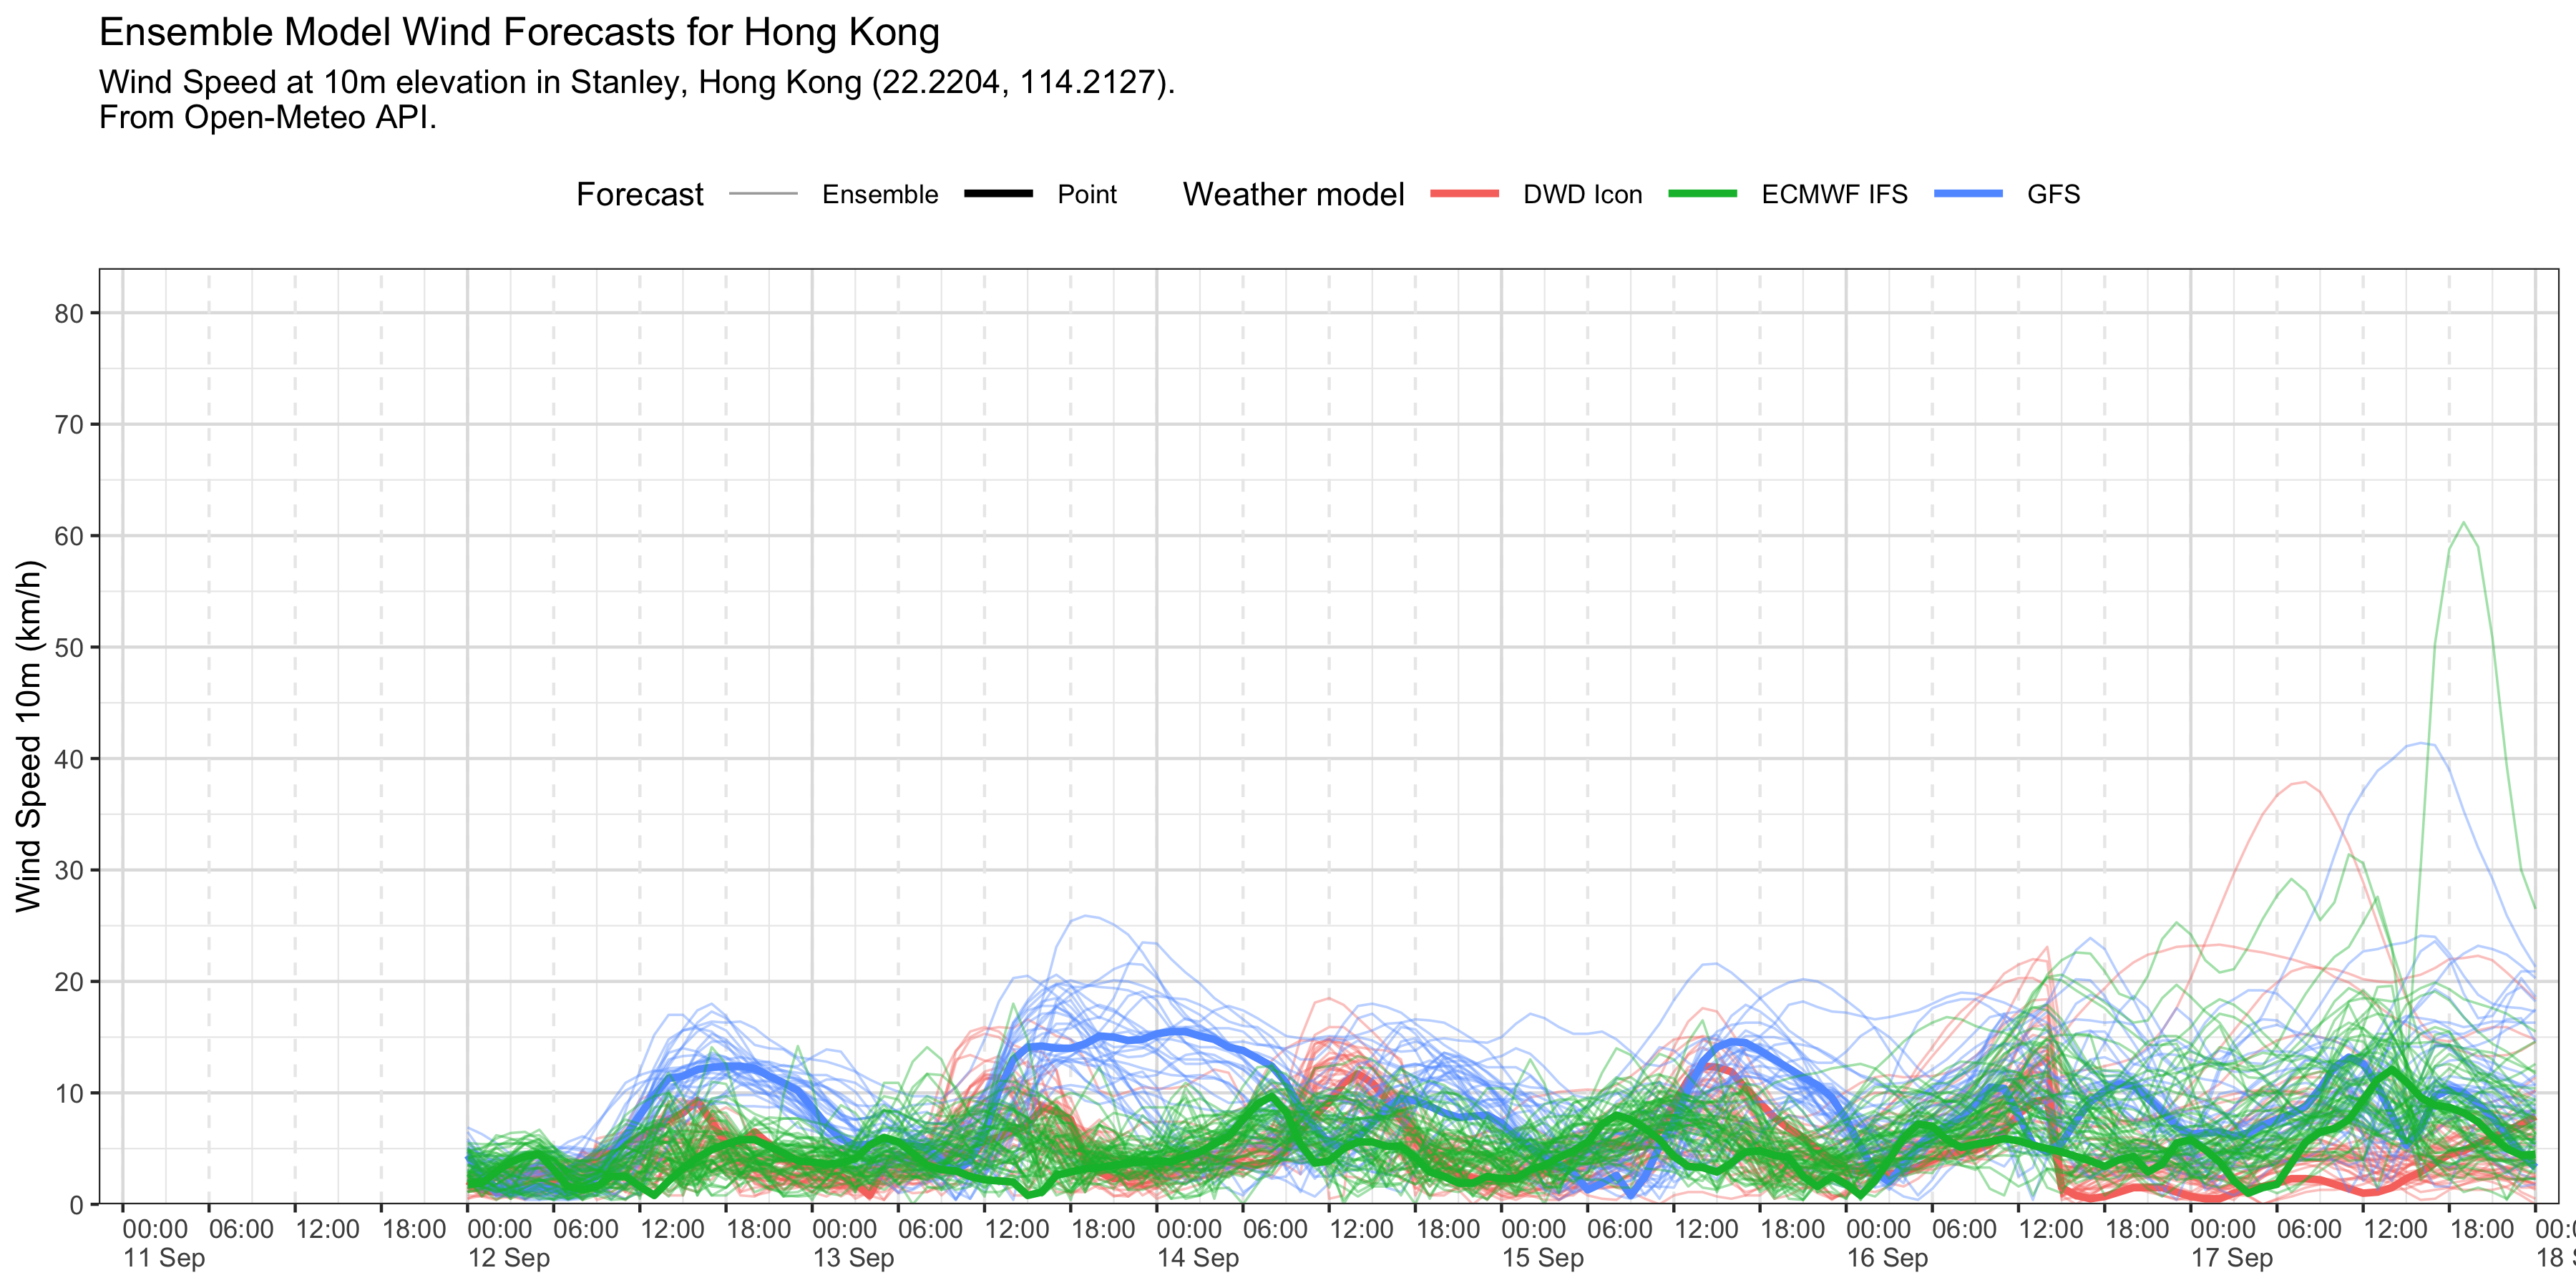 Ensemble Model Wind Forecasts for Hong Kong
Wind Speed at 10m elevation in Stanley, Hong Kong (22.2204, 114.2127).
From Open-Meteo API.
Forecast Ensemble Point Weather model DWD Icon ECMWF IFS GFS
Wind Speed 10m (km/h)
80
70
60
50
40
30
20
10
0
00:00 06:00 12:00 18:00 00:00 06:00 12:00 18:00 00:00 06:00 12:00 18:00 00:00 06:00 12:00 18:00 00:00 06:00 12:00 18:00 00:00 06:00 12:00 18:00 00:00 06:00 12:00 18:00
11 Sep 12 Sep 13 Sep 14 Sep 15 Sep 16 Sep 17 Sep 18